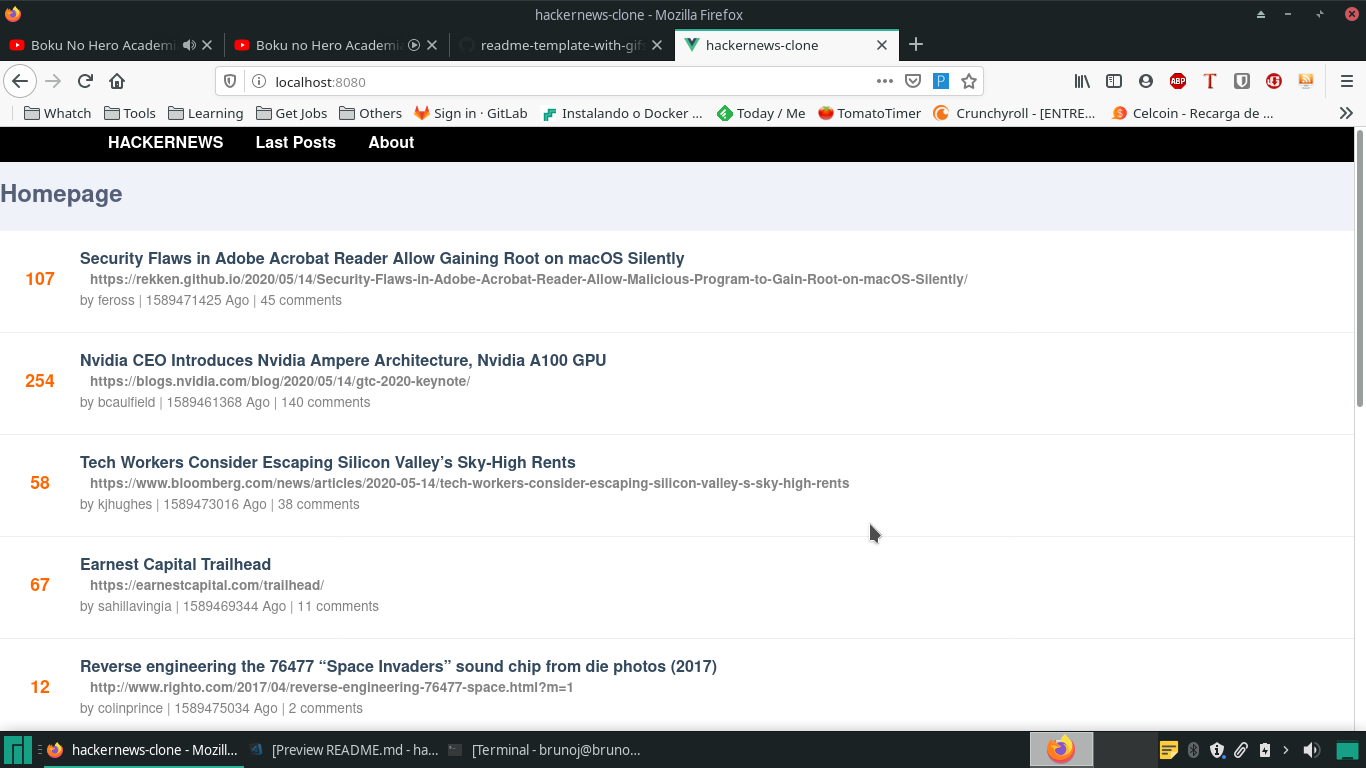 hackernews-clone - Mozilla Firefox
Boku No Hero Academi
Boku no Hero Academi
readme-template-with-gifs
hackernews-clone
localhost:8080
Whatch Tools Learning Get Jobs Others Sign in · GitLab Instalando o Docker ... Today / Me TomatoTimer Crunchyroll - [ENTRE... Celcoin - Recarga de ...
HACKERNEWS Last Posts About
Homepage
107
Security Flaws in Adobe Acrobat Reader Allow Gaining Root on macOS Silently
https://rekken.github.io/2020/05/14/Security-Flaws-in-Adobe-Acrobat-Reader-Allow-Malicious-Program-to-Gain-Root-on-macOS-Silently/
by feross | 1589471425 Ago | 45 comments
254
Nvidia CEO Introduces Nvidia Ampere Architecture, Nvidia A100 GPU
https://blogs.nvidia.com/blog/2020/05/14/gtc-2020-keynote/
by bcaulfield | 1589461368 Ago | 140 comments
58
Tech Workers Consider Escaping Silicon Valley’s Sky-High Rents
https://www.bloomberg.com/news/articles/2020-05-14/tech-workers-consider-escaping-silicon-valley-s-sky-high-rents
by kjhughes | 1589473016 Ago | 38 comments
67
Earnest Capital Trailhead
https://earnestcapital.com/trailhead/
by sahillavingia | 1589469344 Ago | 11 comments
12
Reverse engineering the 76477 “Space Invaders” sound chip from die photos (2017)
http://www.righto.com/2017/04/reverse-engineering-76477-space.html?m=1
by colinprince | 1589475034 Ago | 2 comments
hackernews-clone - Mozill... [Preview README.md - ha... [Terminal - brunoj@bruno...